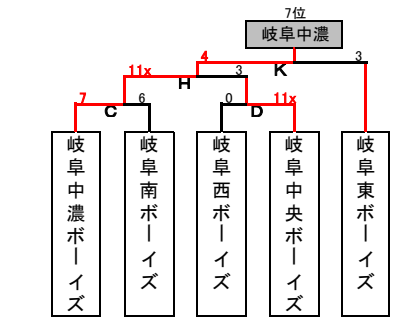 7位
岐阜中濃
4
3
K
11x
3
H
7
6
0
11x
C
D
岐阜中濃ボーイズ
岐阜南ボーイズ
岐阜西ボーイズ
岐阜中央ボーイズ
岐阜東ボーイズ